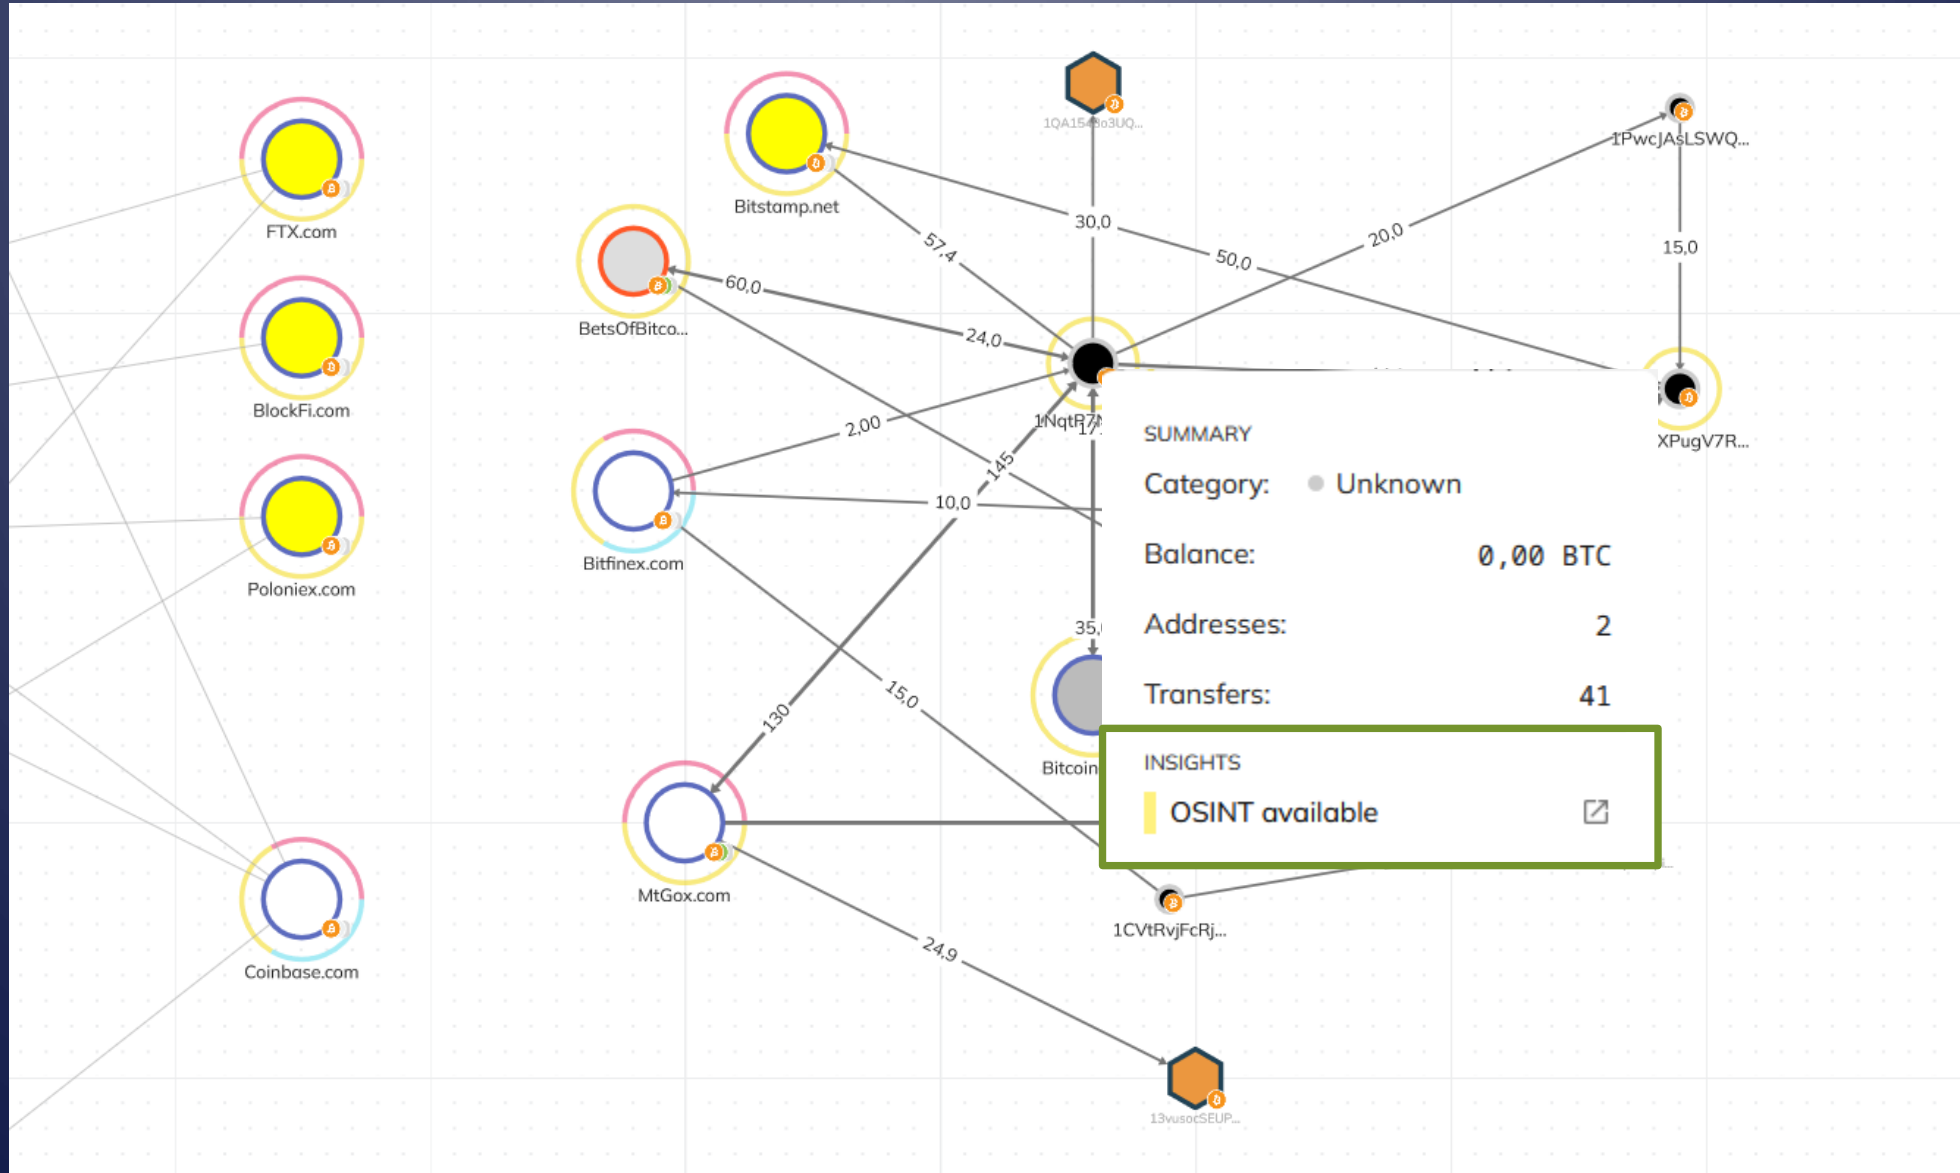 1QA1543o3UQ...
1PwcJAsLSWQ...
Bitstamp.net
FTX.com
30,0
20,0
57,4
15,0
50,0
60,0
BetsOfBitco...
24,0
BlockFi.com
2,00
1NqtP7N
17,
SUMMARY
XPugV7R...
145
Category: Unknown
10,0
Bitfinex.com
Balance: 0,00 BTC
Poloniex.com
35,
Addresses: 2
15,0
Transfers: 41
130
INSIGHTS
Bitcoin
OSINT available
MtGox.com
1CVtRvjFcRj...
24,9
Coinbase.com
13vusocSEUP...